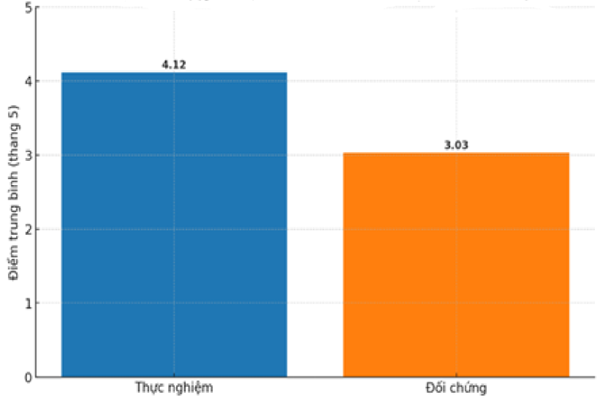 5
4.12
4
3.03
3
Điểm trung bình (thang 5)
2
1
0
Thực nghiệm
Đối chứng